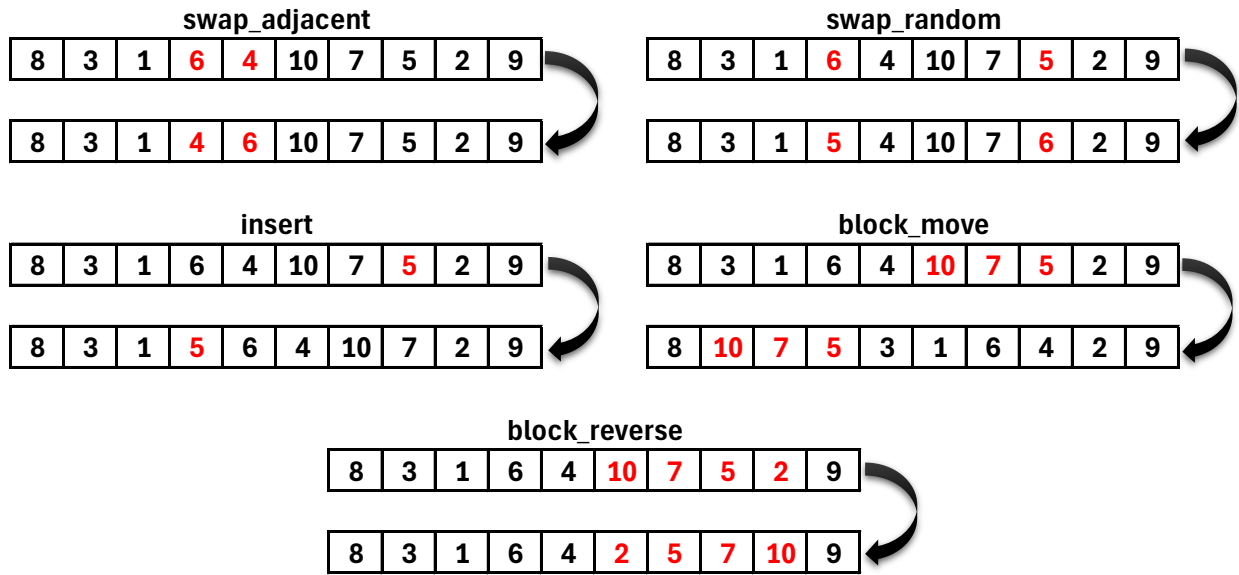 swap_adjacent
8 3 1 6 4 10 7 5 2 9
8 3 1 4 6 10 7 5 2 9
swap_random
8 3 1 6 4 10 7 5 2 9
8 3 1 5 4 10 7 6 2 9
insert
8 3 1 6 4 10 7 5 2 9
8 3 1 5 6 4 10 7 2 9
block_move
8 3 1 6 4 10 7 5 2 9
8 10 7 5 3 1 6 4 2 9
block_reverse
8 3 1 6 4 10 7 5 2 9
8 3 1 6 4 2 5 7 10 9